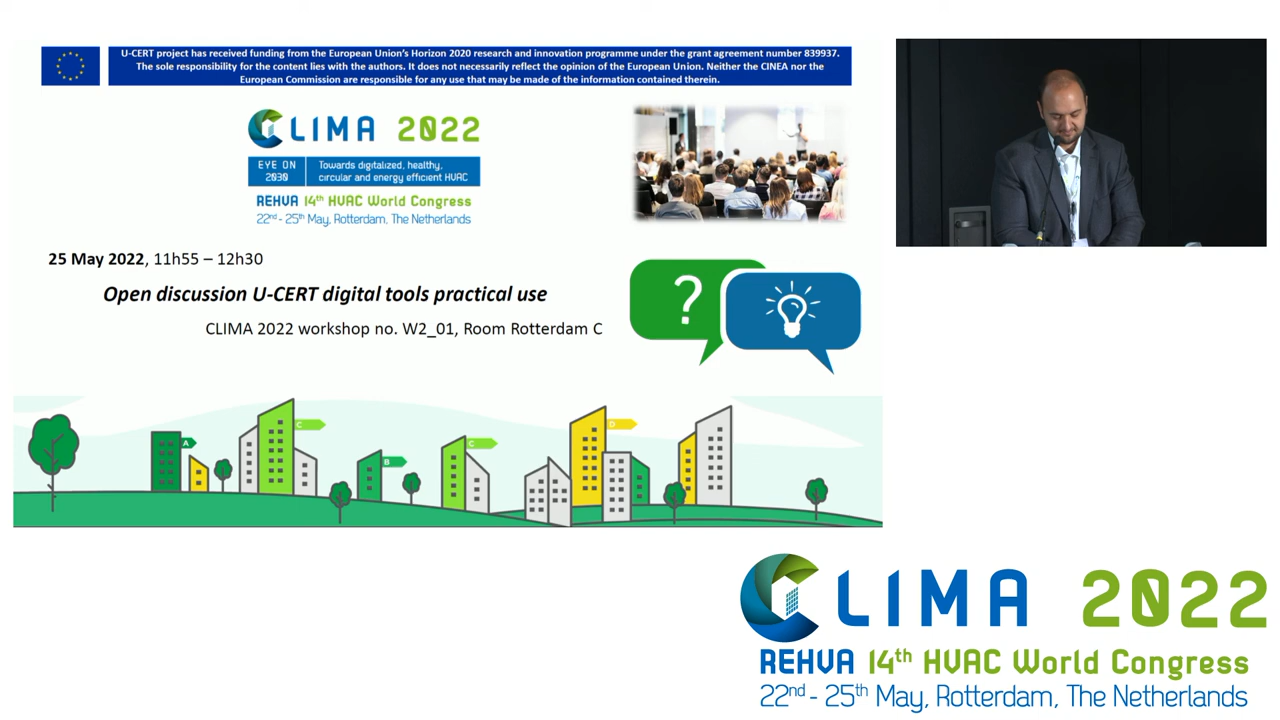 U-CERT project has received funding from the European Union's Horizon 2020 research and innovation programme under the grant agreement number 839937.
The sole responsibility for the content lies with the authors. It does not necessarily reflect the opinion of the European Union. Neither the CINEA nor the
European Commission are responsible for any use that may be made of the information contained therein.
CLIMA 2022
EYE ON
2030
Towards digitalized, healthy,
circular and energy efficient HVAC
REHVA 14th HVAC World Congress
22nd - 25th May, Rotterdam, The Netherlands
25 May 2022, 11h55 – 12h30
Open discussion U-CERT digital tools practical use
CLIMA 2022 workshop no. W2_01, Room Rotterdam C
?
A
C
B
C
D
CLIMA 2022
REHVA 14th HVAC World Congress
22nd - 25th May, Rotterdam, The Netherlands